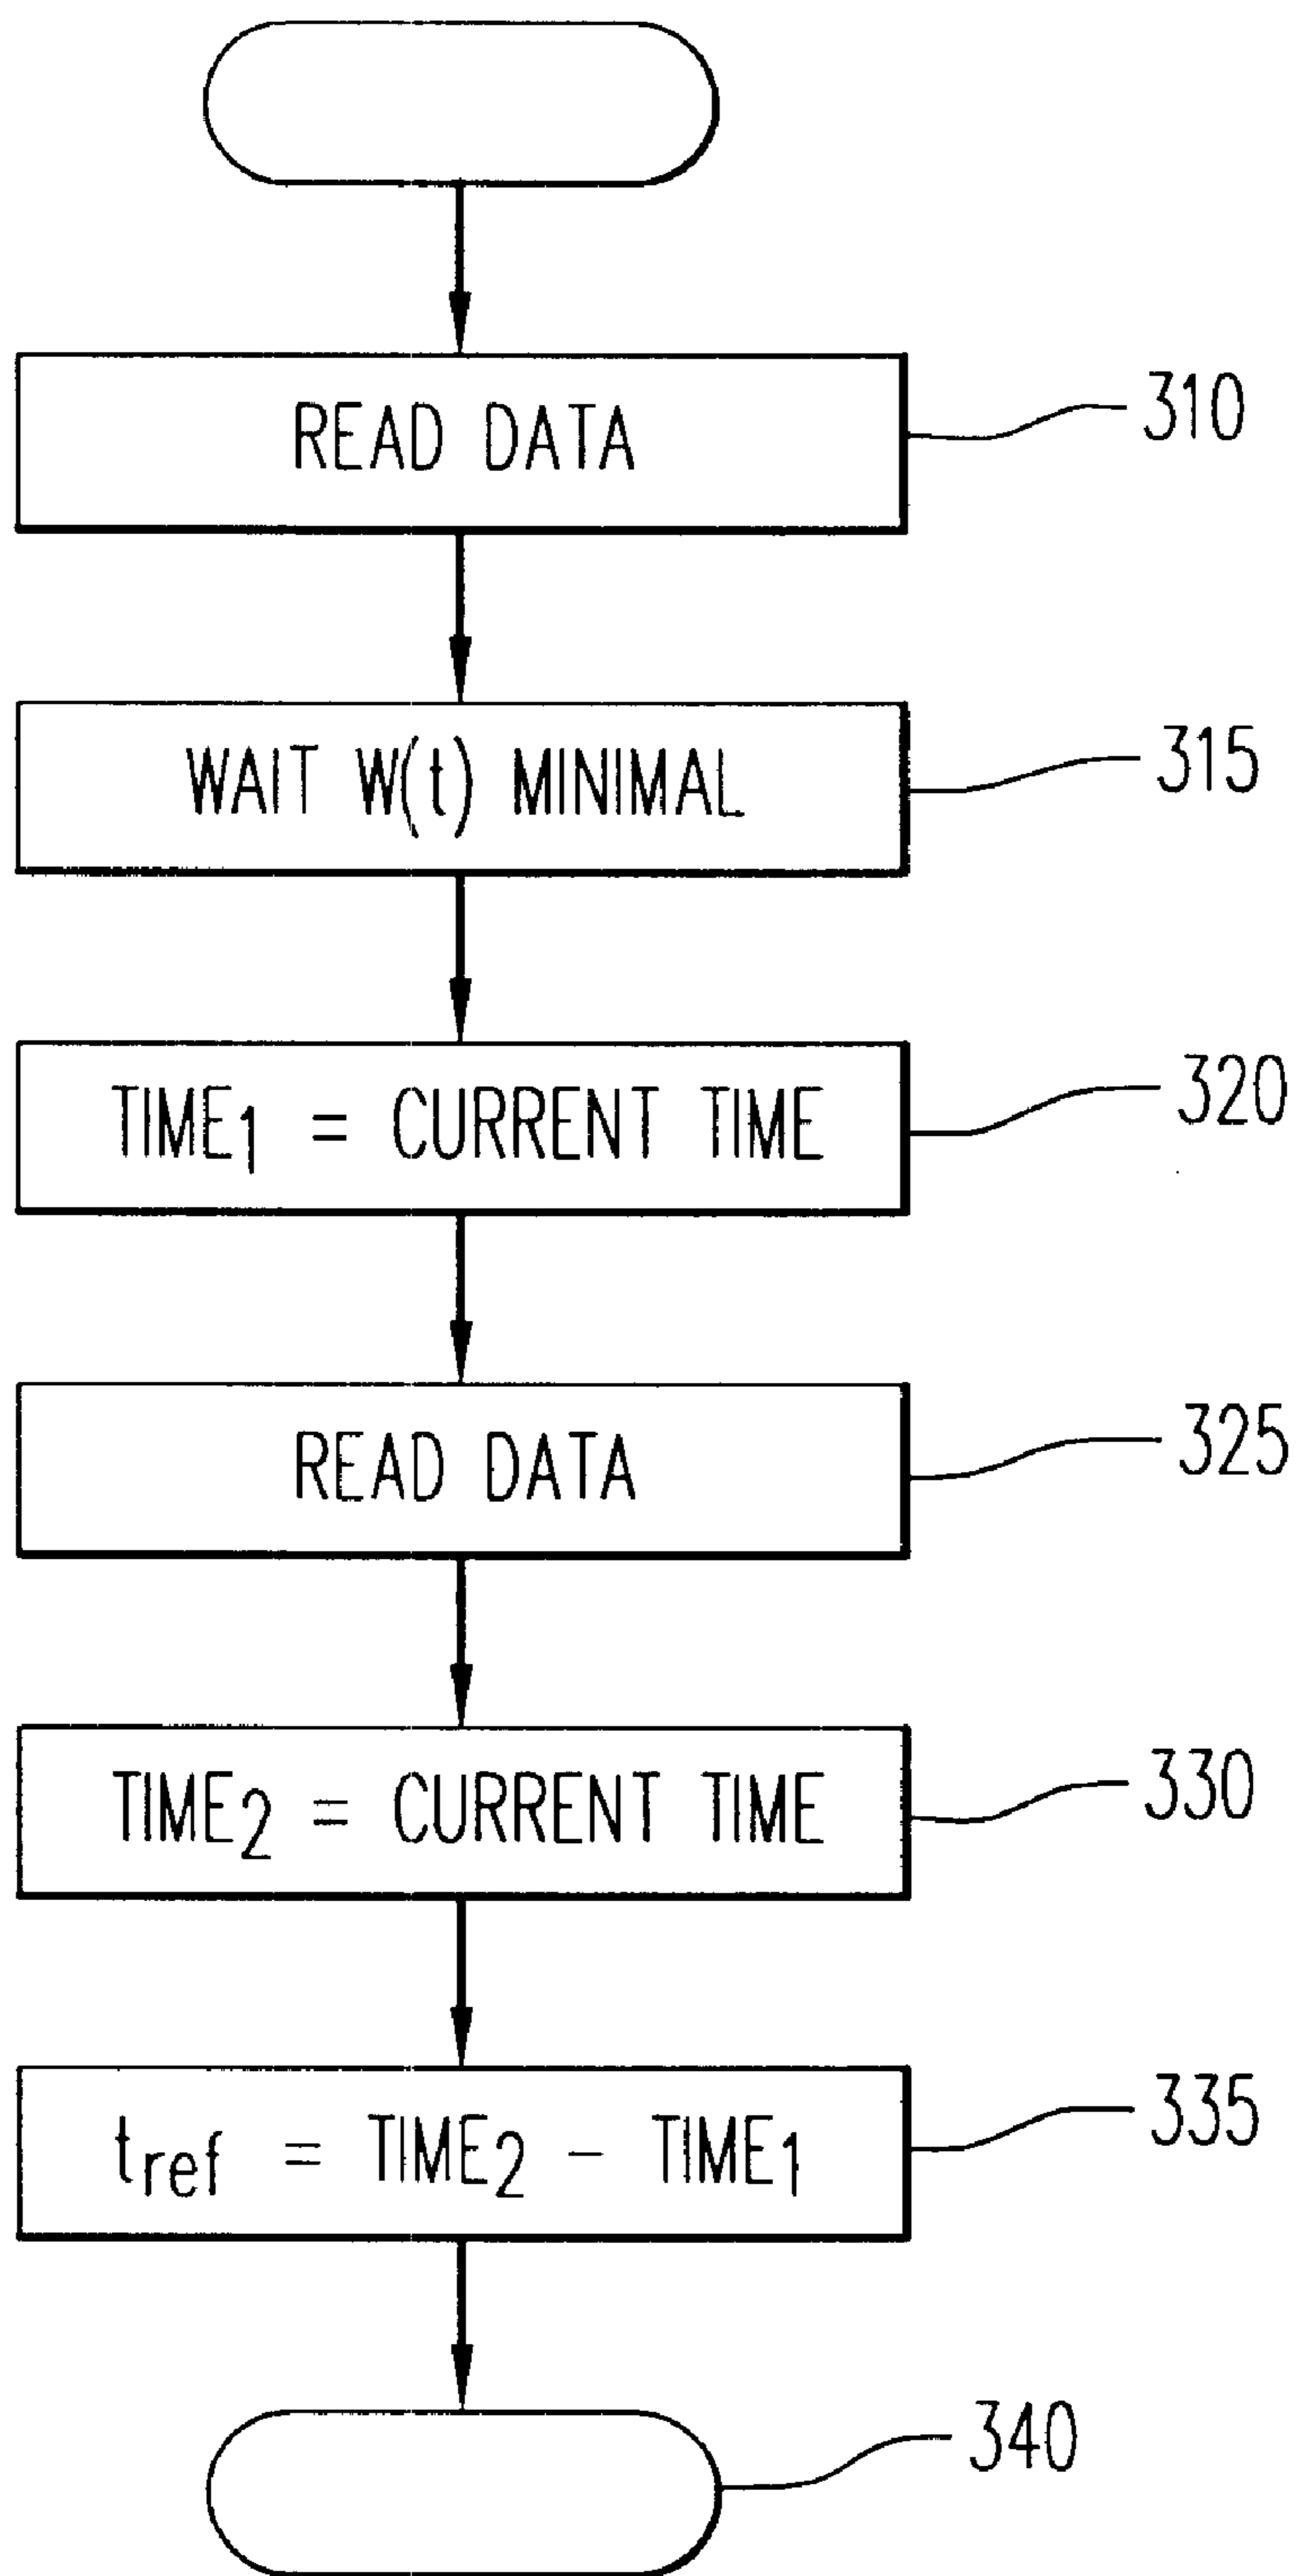 READ DATA
310
WAIT W(t) MINIMAL
315
TIME₁ = CURRENT TIME
320
READ DATA
325
TIME₂ = CURRENT TIME
330
t_ref = TIME₂ - TIME₁
335
340